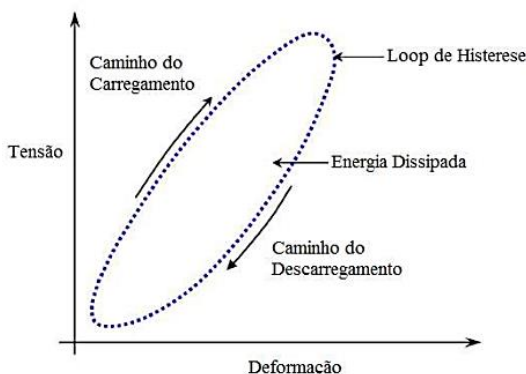 Caminho do
Carregamento
Loop de Histerese
Tensão
Energia Dissipada
Caminho do
Descarregamento
Deformação